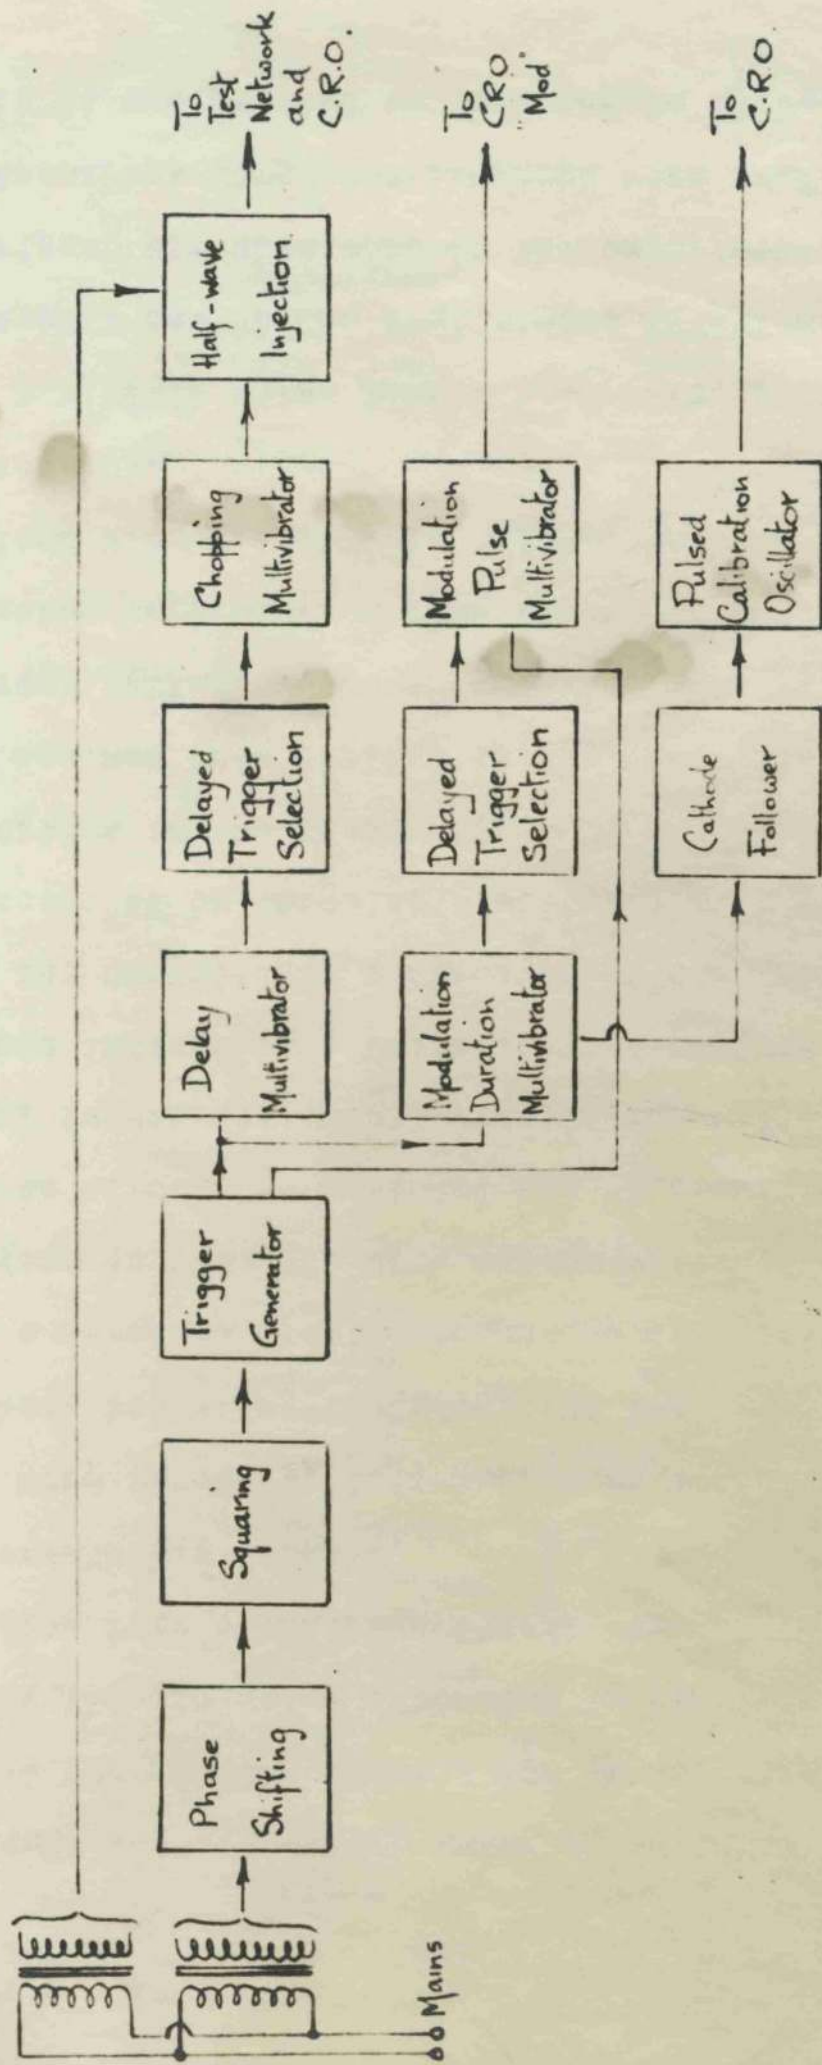 Mains
Phase
Shifting
Squaring
Trigger
Generator
Delay
Multivibrator
Delayed
Trigger
Selection
Chopping
Multivibrator
Half-wave
Injection.
To
Test
Network
and
C.R.O.
Modulation
Duration
Multivibrator
Delayed
Trigger
Selection
Modulation
Pulse
Multivibrator
To
CRO
"Mod"
Cathode
Follower
Pulsed
Calibration
Oscillator
To
C.R.O.